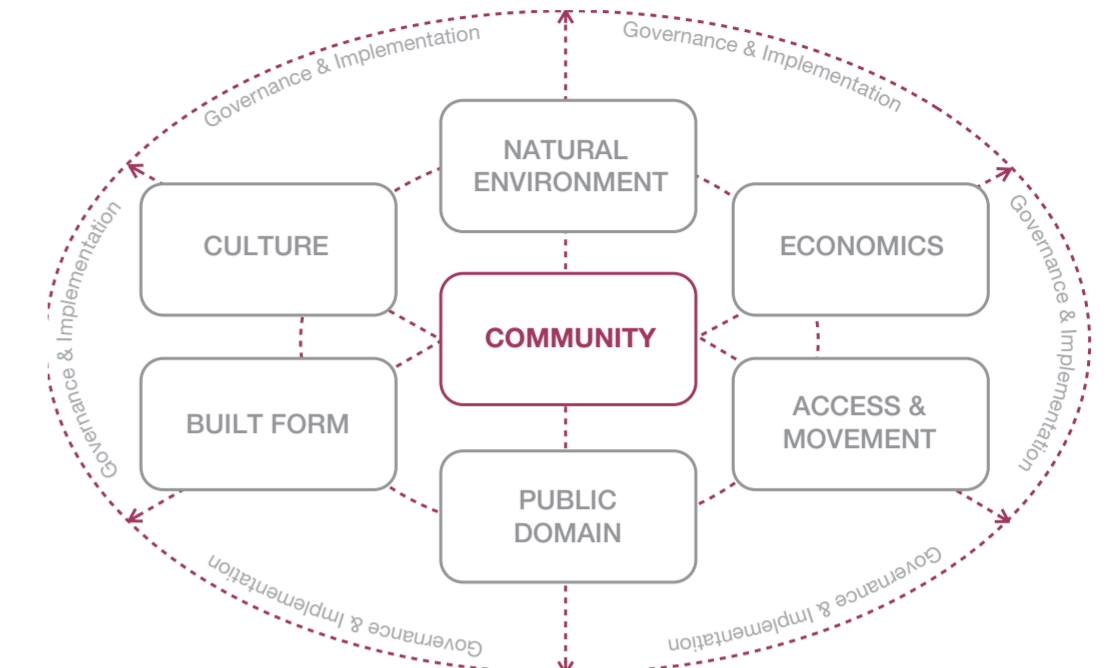 Governance & Implementation
Governance & Implementation
NATURAL
ENVIRONMENT
CULTURE
ECONOMICS
Governance & Implementation
Governance & Implementation
COMMUNITY
BUILT FORM
ACCESS &
MOVEMENT
PUBLIC
DOMAIN
Governance & Implementation
Governance & Implementation